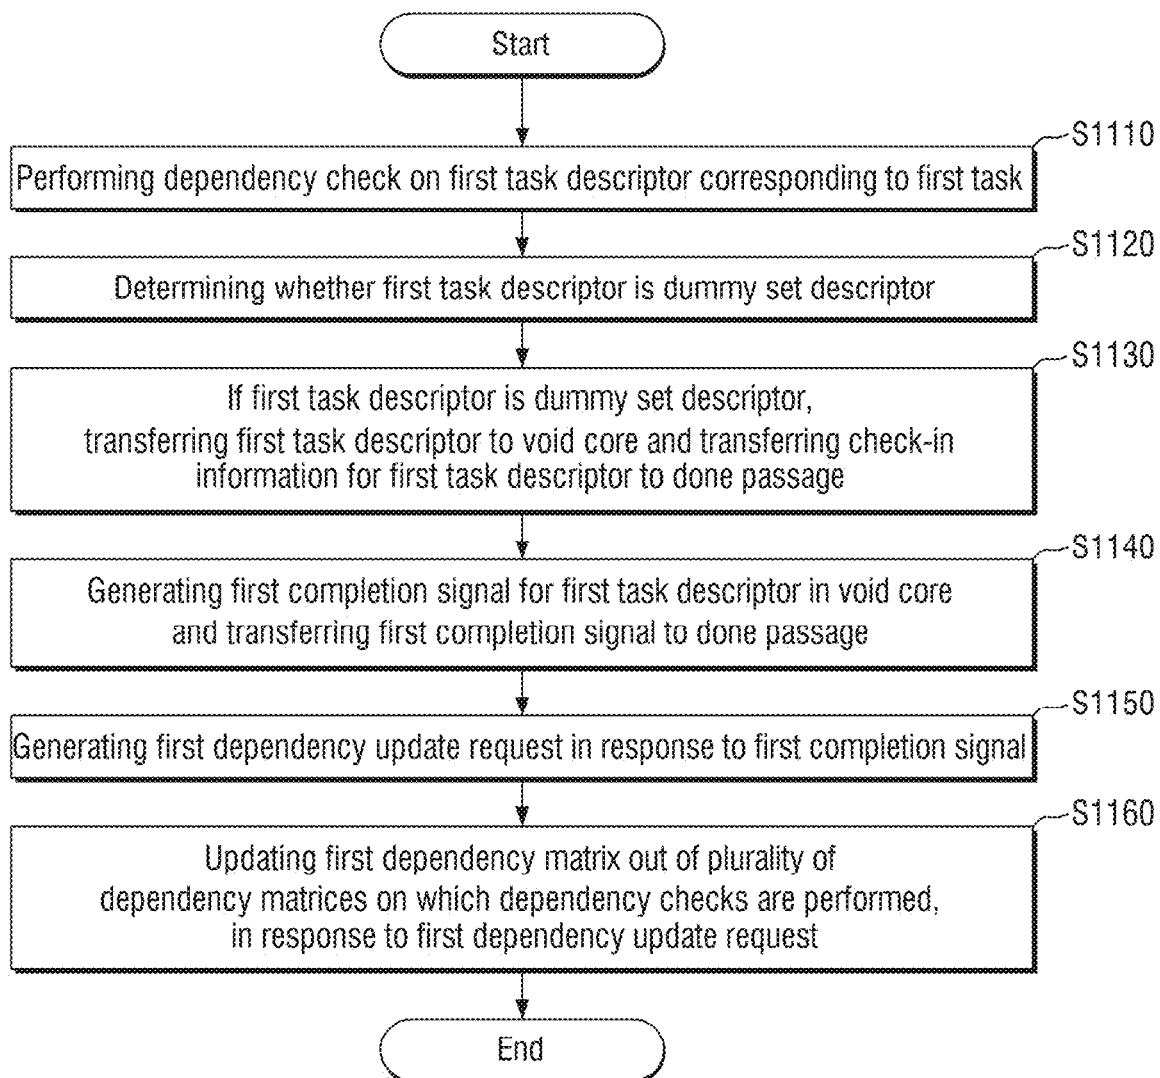 Start
S1110
Performing dependency check on first task descriptor corresponding to first task
S1120
Determining whether first task descriptor is dummy set descriptor
S1130
If first task descriptor is dummy set descriptor,
transferring first task descriptor to void core and transferring check-in
information for first task descriptor to done passage
S1140
Generating first completion signal for first task descriptor in void core
and transferring first completion signal to done passage
S1150
Generating first dependency update request in response to first completion signal
S1160
Updating first dependency matrix out of plurality of
dependency matrices on which dependency checks are performed,
in response to first dependency update request
End